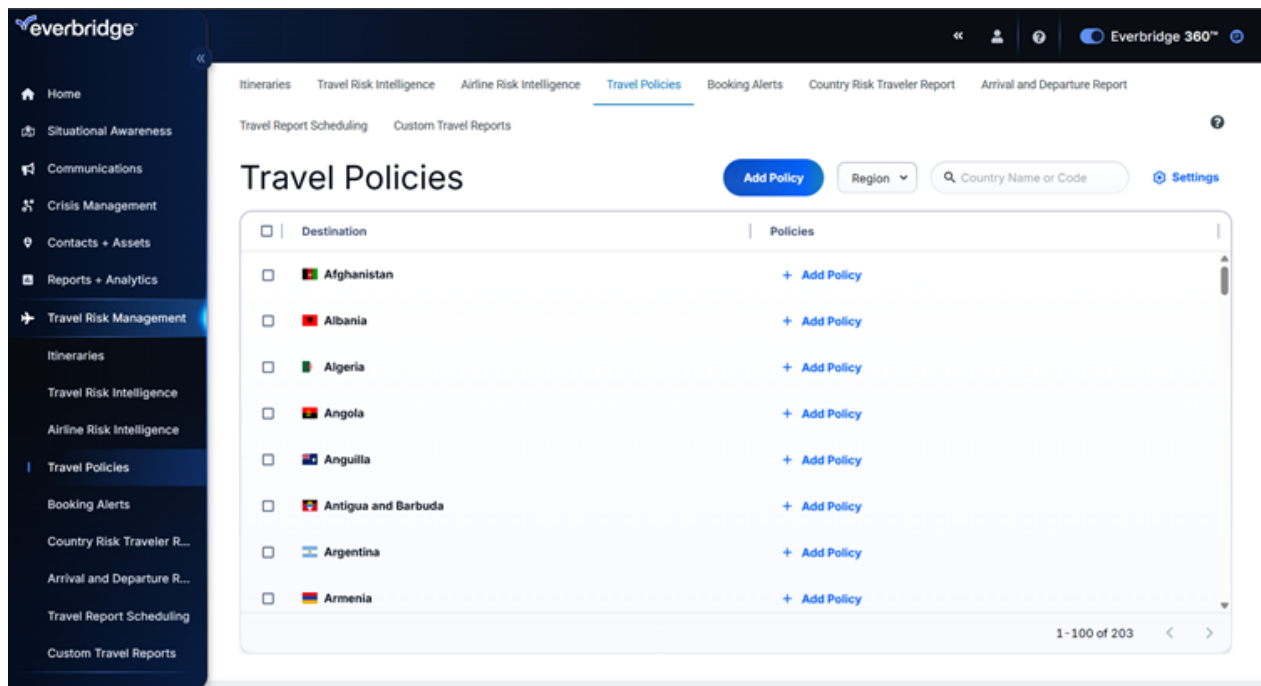 everbridge
«
« Everbridge 360™
Home
Situational Awareness
Communications
Crisis Management
Contacts + Assets
Reports + Analytics
Travel Risk Management
Itineraries
Travel Risk Intelligence
Airline Risk Intelligence
Travel Policies
Booking Alerts
Country Risk Traveler R...
Arrival and Departure R...
Travel Report Scheduling
Custom Travel Reports
Itineraries Travel Risk Intelligence Airline Risk Intelligence Travel Policies Booking Alerts Country Risk Traveler Report Arrival and Departure Report
Travel Report Scheduling Custom Travel Reports
Travel Policies Add Policy Region Country Name or Code Settings
Destination Policies
Afghanistan + Add Policy
Albania + Add Policy
Algeria + Add Policy
Angola + Add Policy
Anguilla + Add Policy
Antigua and Barbuda + Add Policy
Argentina + Add Policy
Armenia + Add Policy
1-100 of 203 < >